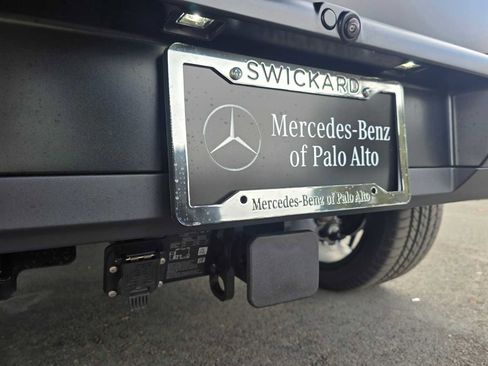 SWICKARD
Mercedes-Benz
of Palo Alto
Mercedes-Benz of Palo Alto